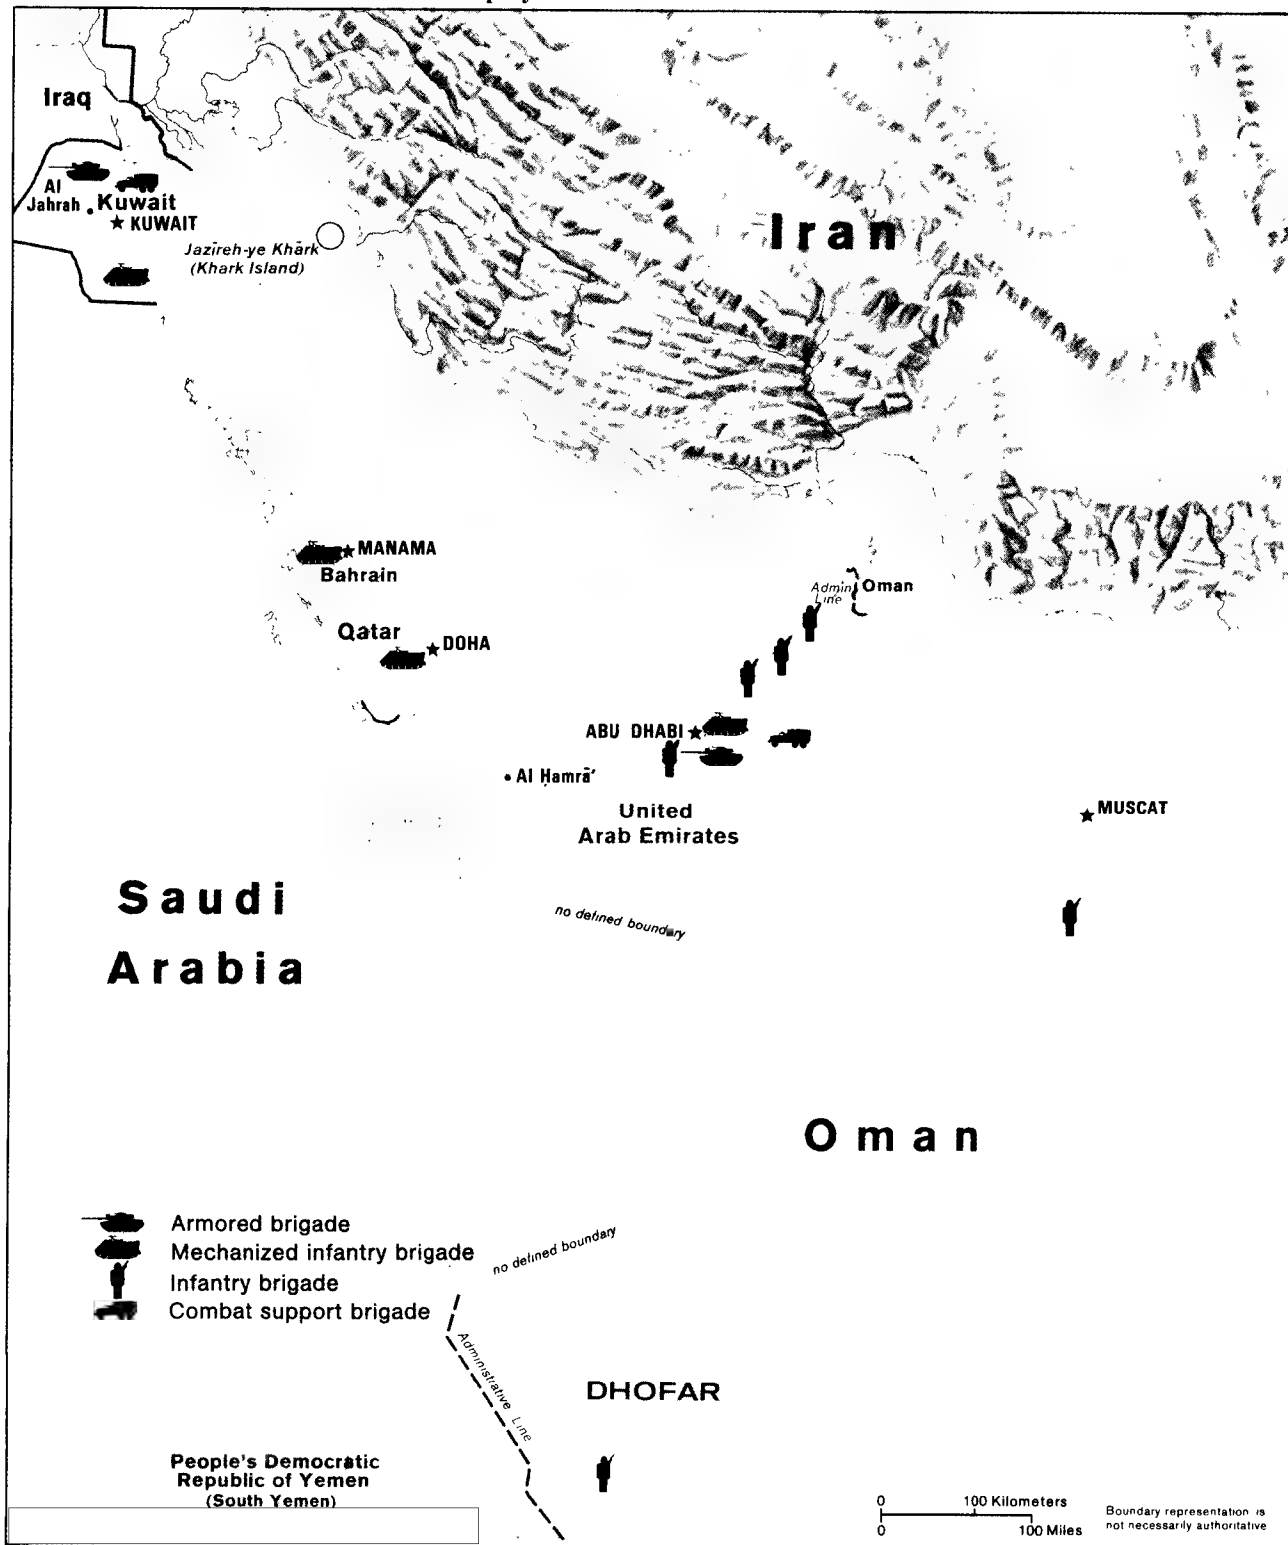 Iraq
Al
Jahrah
Kuwait
KUWAIT
Jazīreh-ye Khārk
(Khark Island)
Iran
MANAMA
Bahrain
Admin
Line
Oman
Qatar
DOHA
ABU DHABI
Al Ḥamrā’
United
Arab Emirates
MUSCAT
Saudi
Arabia
no defined boundary
Oman
Armored brigade
Mechanized infantry brigade
Infantry brigade
Combat support brigade
no defined boundary
Administrative Line
DHOFAR
People's Democratic
Republic of Yemen
(South Yemen)
0 100 Kilometers
0 100 Miles
Boundary representation is
not necessarily authoritative